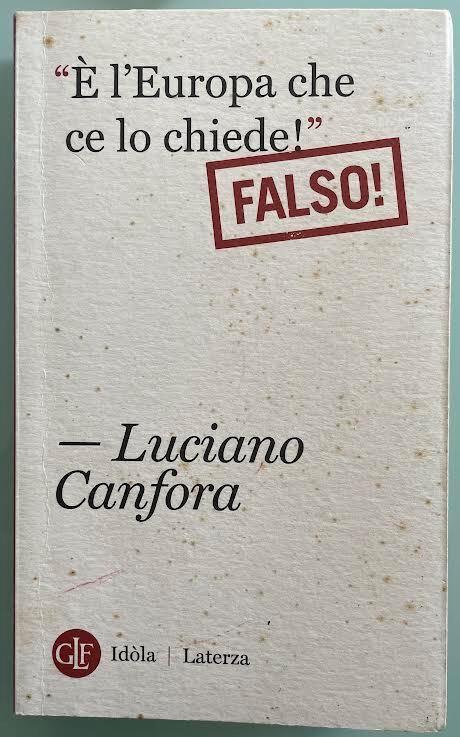 “È l’Europa che
ce lo chiede!”
FALSO!
— Luciano
Canfora
GLF Idòla | Laterza